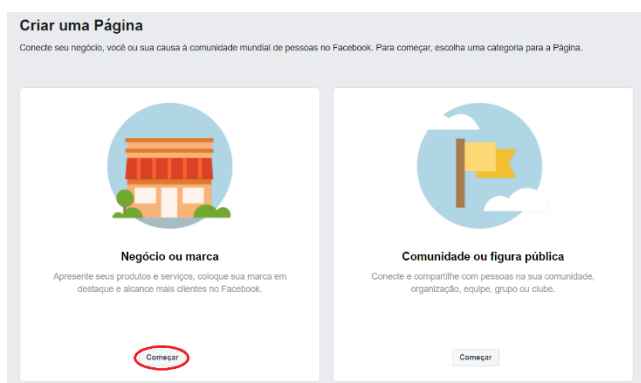 Criar uma Página
Conecte seu negócio, você ou sua causa à comunidade mundial de pessoas no Facebook. Para começar, escolha uma categoria para a Página.
Negócio ou marca
Apresente seus produtos e serviços, coloque sua marca em
destaque e alcance mais clientes no Facebook.
Começar
Comunidade ou figura pública
Conecte e compartilhe com pessoas na sua comunidade,
organização, equipe, grupo ou clube.
Começar